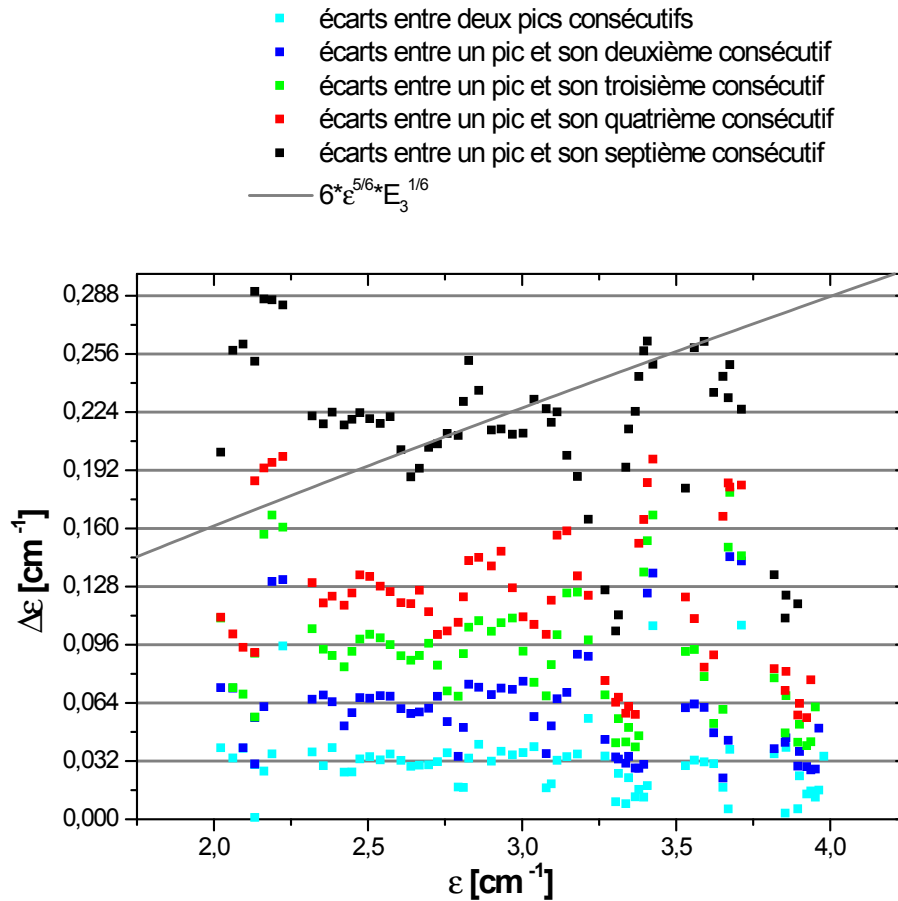 écarts entre deux pics consécutifs
écarts entre un pic et son deuxième consécutif
écarts entre un pic et son troisième consécutif
écarts entre un pic et son quatrième consécutif
écarts entre un pic et son septième consécutif
6*ε^5/6*E_3^1/6
0,288
0,256
0,224
0,192
0,160
0,128
0,096
0,064
0,032
0,000
Δε [cm⁻¹]
2,0 2,5 3,0 3,5 4,0
ε [cm⁻¹]